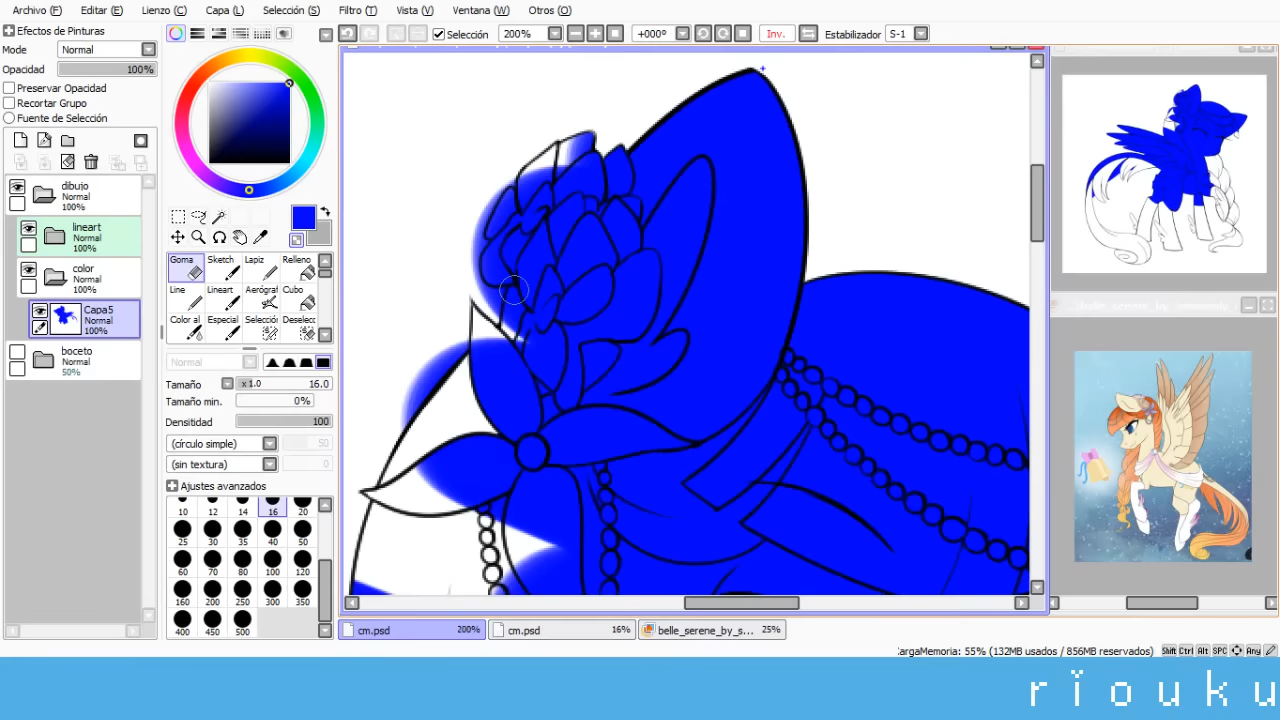 Archivo (F) Editar (E) Lienzo (C) Capa (L) Selección (S) Filtro (T) Vista (V) Ventana (W) Otros (O)
Efectos de Pinturas
Mode Normal
Opacidad 100%
Preservar Opacidad
Recortar Grupo
Fuente de Selección
dibujo
Normal
100%
lineart
Normal
100%
color
Normal
100%
Capa5
Normal
100%
boceto
Normal
50%
Goma Sketch Lapiz Relleno
Line Lineart Aerógraf Cubo
Color al Especial Selección Deselecc
Normal
Tamaño x 1.0 16.0
Tamaño min. 0%
Densidad 100
(círculo simple) 50
(sin textura) 0
Ajustes avanzados
10 12 14 16 20
25 30 35 40 50
60 70 80 100 120
160 200 250 300 350
400 450 500
Selección 200% +000º Inv. Estabilizador S-1
cm.psd 200% cm.psd 16% belle_serene_by_s... 25%
:argaMemoria: 55% (132MB usados / 856MB reservados) Shift Ctrl Alt SPC Any
rïouku